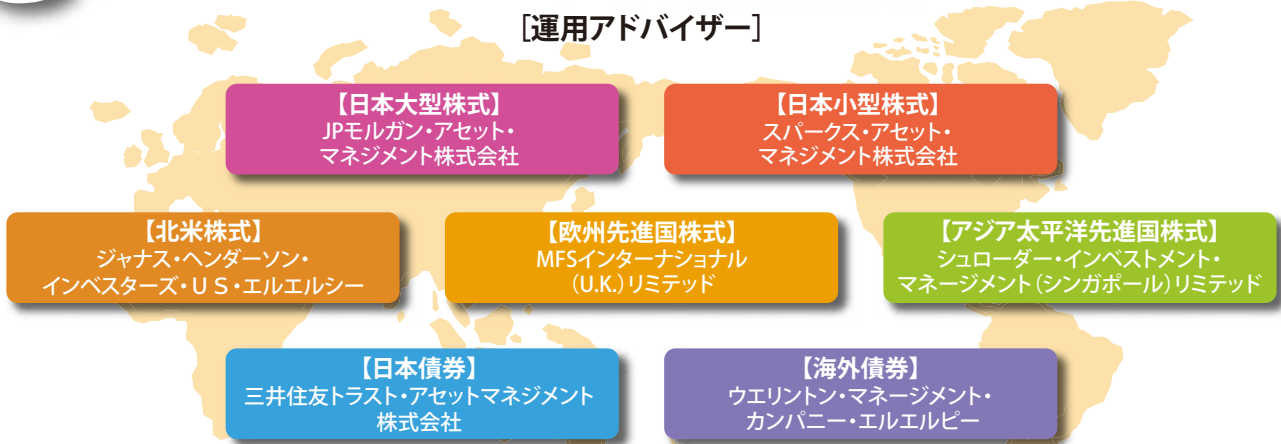 [運用アドバイザー]
【日本大型株式】
JPモルガン・アセット・
マネジメント株式会社
【日本小型株式】
スパークス・アセット・
マネジメント株式会社
【北米株式】
ジャナス・ヘンダーソン・
インベスターズ・ＵＳ・エルエルシー
【欧州先進国株式】
MFSインターナショナル
(U.K.)リミテッド
【アジア太平洋先進国株式】
シュローダー・インベストメント・
マネージメント(シンガポール)リミテッド
【日本債券】
三井住友トラスト・アセットマネジメント
株式会社
【海外債券】
ウエリントン・マネージメント・
カンパニー・エルエルピー